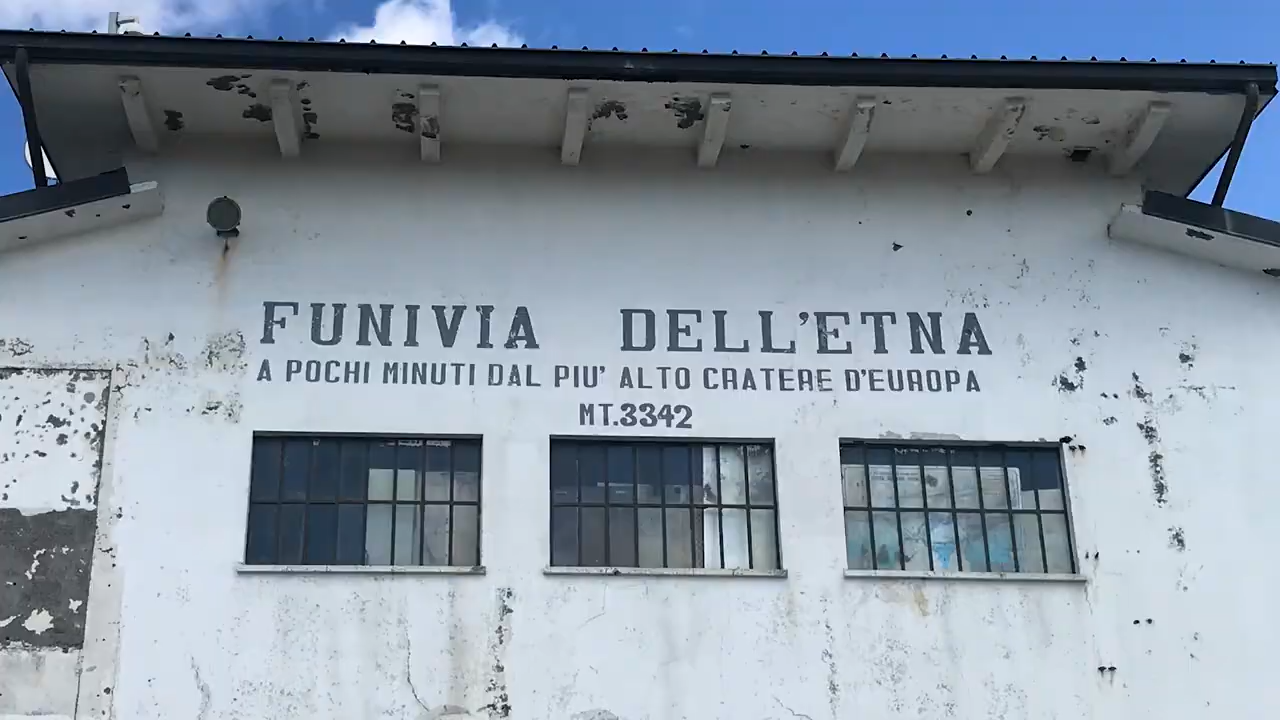 FUNIVIA DELL'ETNA
A POCHI MINUTI DAL PIU' ALTO CRATERE D'EUROPA
MT.3342